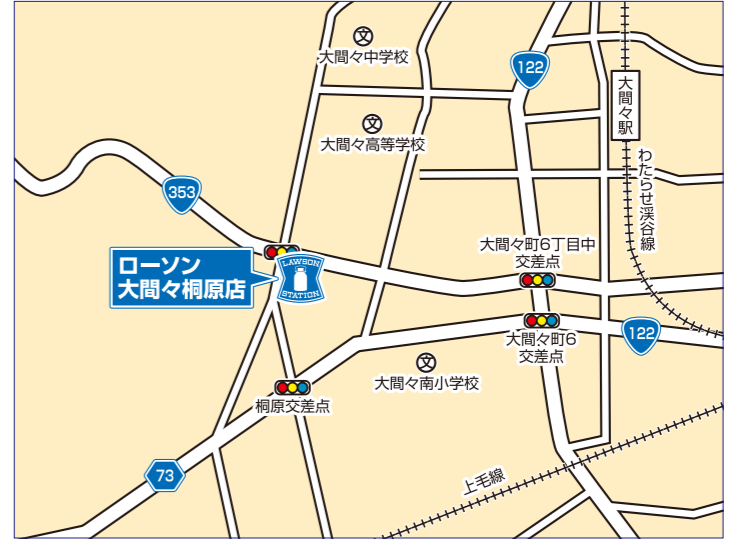 大間々中学校
122
大間々駅
大間々高等学校
わたらせ渓谷線
353
大間々町6丁目中
交差点
ローソン
大間々桐原店
LAWSON
STATION
122
大間々町6
交差点
大間々南小学校
桐原交差点
73
上毛線
文
文
文